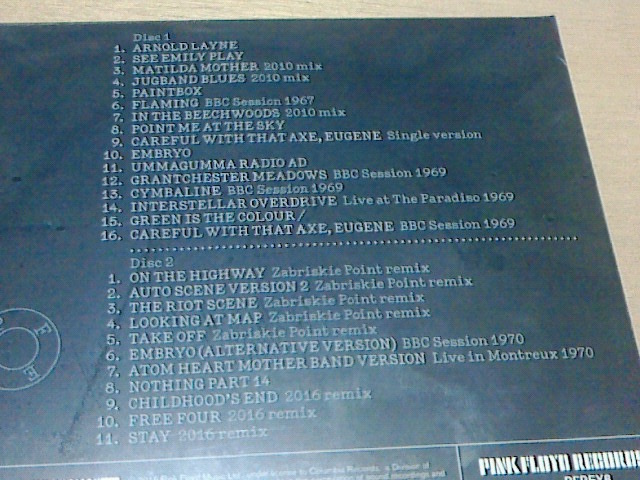 Disc 1
1. ARNOLD LAYNE
2. SEE EMILY PLAY
3. MATILDA MOTHER 2010 mix
4. JUGBAND BLUES 2010 mix
5. PAINTBOX
6. FLAMING BBC Session 1967
7. IN THE BEECHWOODS 2010 mix
8. POINT ME AT THE SKY
9. CAREFUL WITH THAT AXE, EUGENE Single version
10. EMBRYO
11. UMMAGUMMA RADIO AD
12. GRANTCHESTER MEADOWS BBC Session 1969
13. CYMBALINE BBC Session 1969
14. INTERSTELLAR OVERDRIVE Live at The Paradiso 1969
15. GREEN IS THE COLOUR/
16. CAREFUL WITH THAT AXE, EUGENE BBC Session 1969
Disc 2
1. ON THE HIGHWAY Zabriskie Point remix
2. AUTO SCENE VERSION 2 Zabriskie Point remix
3. THE RIOT SCENE Zabriskie Point remix
4. LOOKING AT MAP Zabriskie Point remix
5. TAKE OFF Zabriskie Point remix
6. EMBRYO (ALTERNATIVE VERSION) BBC Session 1970
7. ATOM HEART MOTHER BAND VERSION Live in Montreux 1970
8. NOTHING PART 14
9. CHILDHOOD'S END 2016 remix
10. FREE FOUR 2016 remix
11. STAY 2016 remix
F
E
under license to Columbia Records, a Division of
PINK FLOYD RECORDS